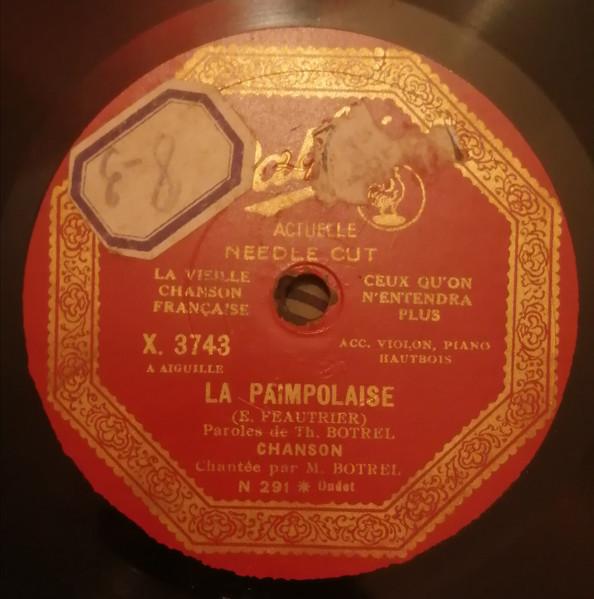 8-3
ACTUELLE
NEEDLE CUT
LA VIEILLE
CHANSON
FRANÇAISE
CEUX QU'ON
N'ENTENDRA
PLUS
X. 3743
A AIGUILLE
ACC. VIOLON, PIANO
HAUTBOIS
LA PAIMPOLAISE
(E. FEAUTRIER)
Paroles de Th. BOTREL
CHANSON
Chantée par M. BOTREL
N 291 * Ondet